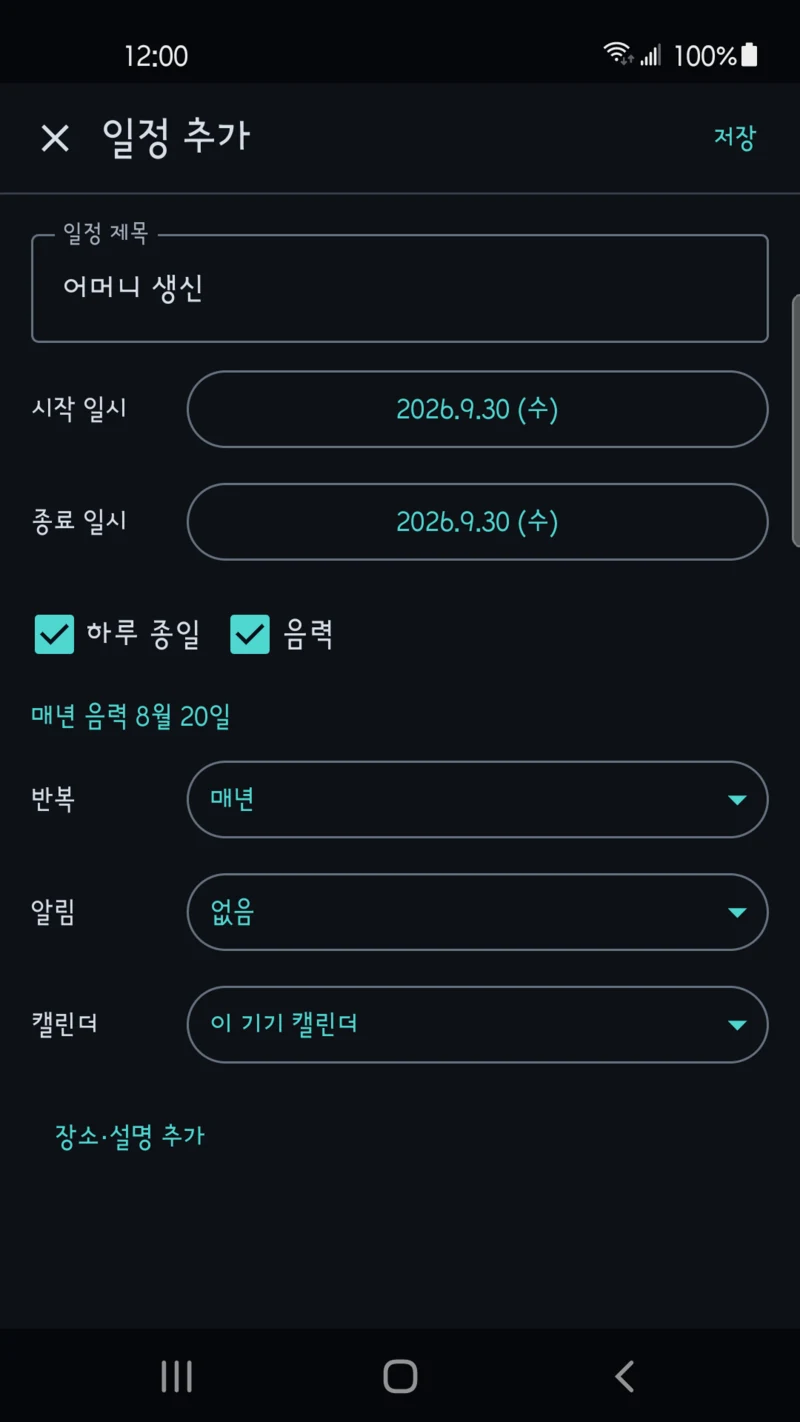 12:00 100%
일정 추가 저장
일정 제목
어머니 생신
시작 일시 2026.9.30 (수)
종료 일시 2026.9.30 (수)
하루 종일 음력
매년 음력 8월 20일
반복 매년
알림 없음
캘린더 이 기기 캘린더
장소·설명 추가